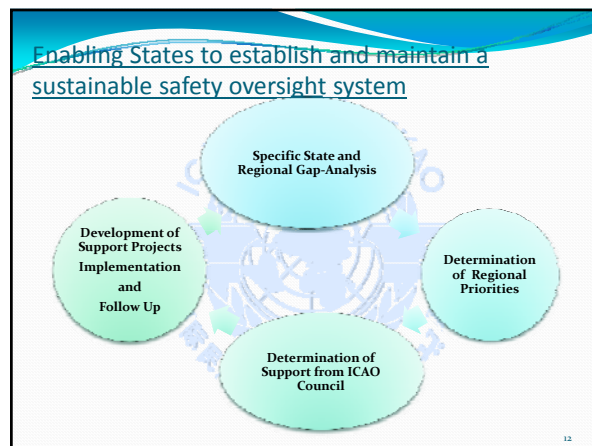 Enabling States to establish and maintain a
sustainable safety oversight system
Specific State and
Regional Gap-Analysis
Determination
of Regional
Priorities
Determination of
Support from ICAO
Council
Development of
Support Projects
Implementation
and
Follow Up
12